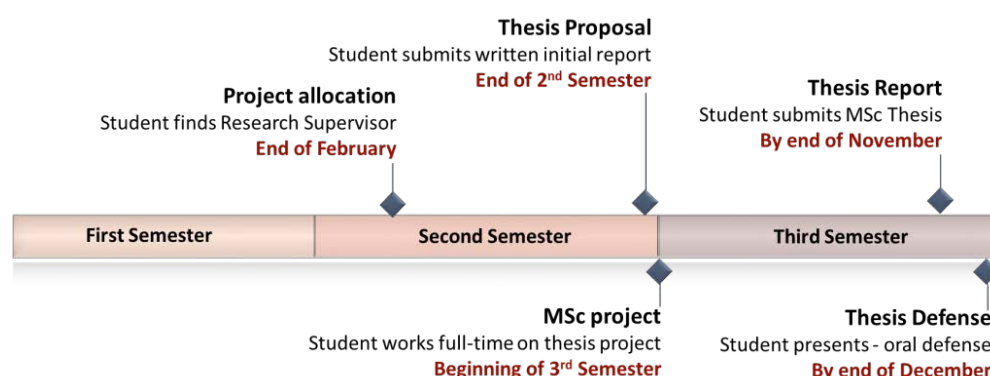 Thesis Proposal
Student submits written initial report
End of 2nd Semester
Project allocation
Student finds Research Supervisor
End of February
Thesis Report
Student submits MSc Thesis
By end of November
First Semester
Second Semester
Third Semester
MSc project
Student works full-time on thesis project
Beginning of 3rd Semester
Thesis Defense
Student presents - oral defense
By end of December